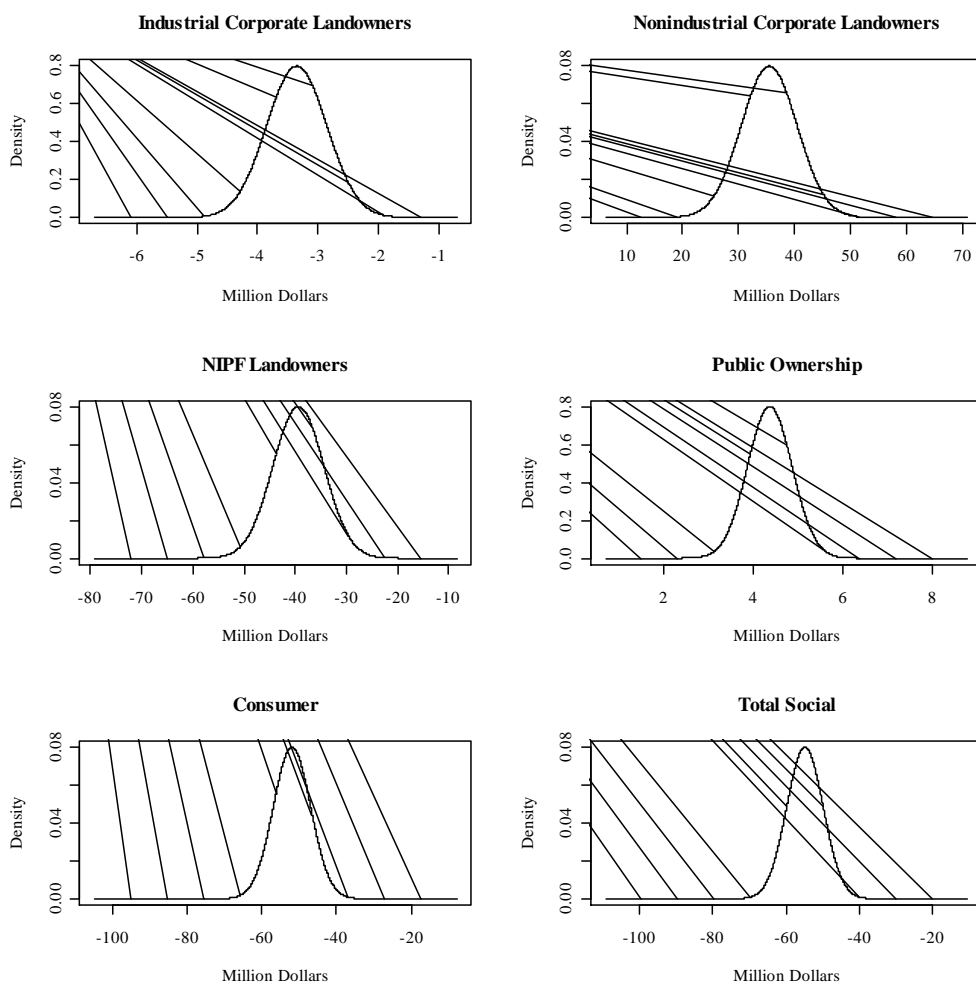 Industrial Corporate Landowners
Density
0.0 0.2 0.4 0.6 0.8
-6 -5 -4 -3 -2 -1
Million Dollars
Nonindustrial Corporate Landowners
Density
0.00 0.04 0.08
10 20 30 40 50 60 70
Million Dollars
NIPF Landowners
Density
0.00 0.04 0.08
-80 -70 -60 -50 -40 -30 -20 -10
Million Dollars
Public Ownership
Density
0.0 0.2 0.4 0.6 0.8
2 4 6 8
Million Dollars
Consumer
Density
0.00 0.04 0.08
-100 -80 -60 -40 -20
Million Dollars
Total Social
Density
0.00 0.04 0.08
-100 -80 -60 -40 -20
Million Dollars